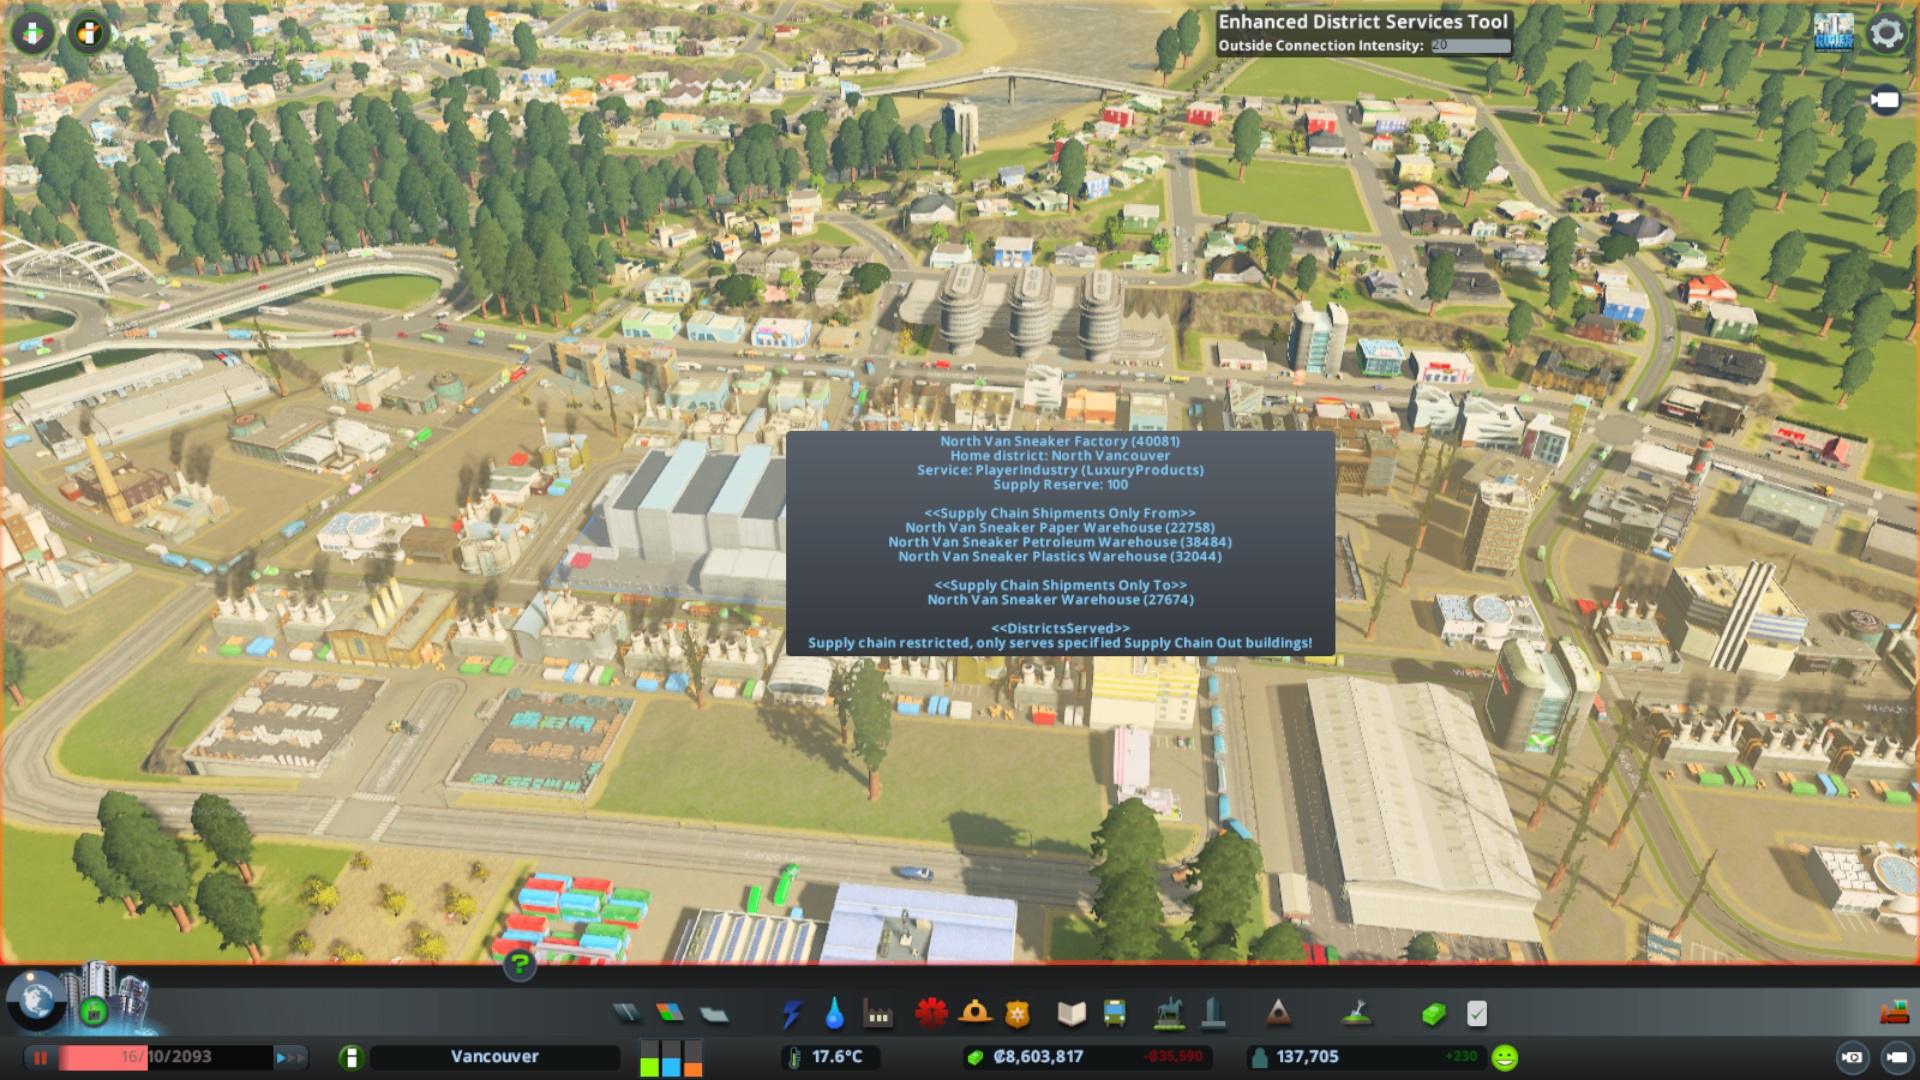 Enhanced District Services Tool
Outside Connection Intensity: 20
CITIES
North Van Sneaker Factory (40081)
Home district: North Vancouver
Service: PlayerIndustry (LuxuryProducts)
Supply Reserve: 100
<<Supply Chain Shipments Only From>>
North Van Sneaker Paper Warehouse (22758)
North Van Sneaker Petroleum Warehouse (38484)
North Van Sneaker Plastics Warehouse (32044)
<<Supply Chain Shipments Only To>>
North Van Sneaker Warehouse (27674)
<<DistrictsServed>>
Supply chain restricted, only serves specified Supply Chain Out buildings!
?
16/10/2093
Vancouver
17.6°C
₡8,603,817
-₡35,590
137,705
+230